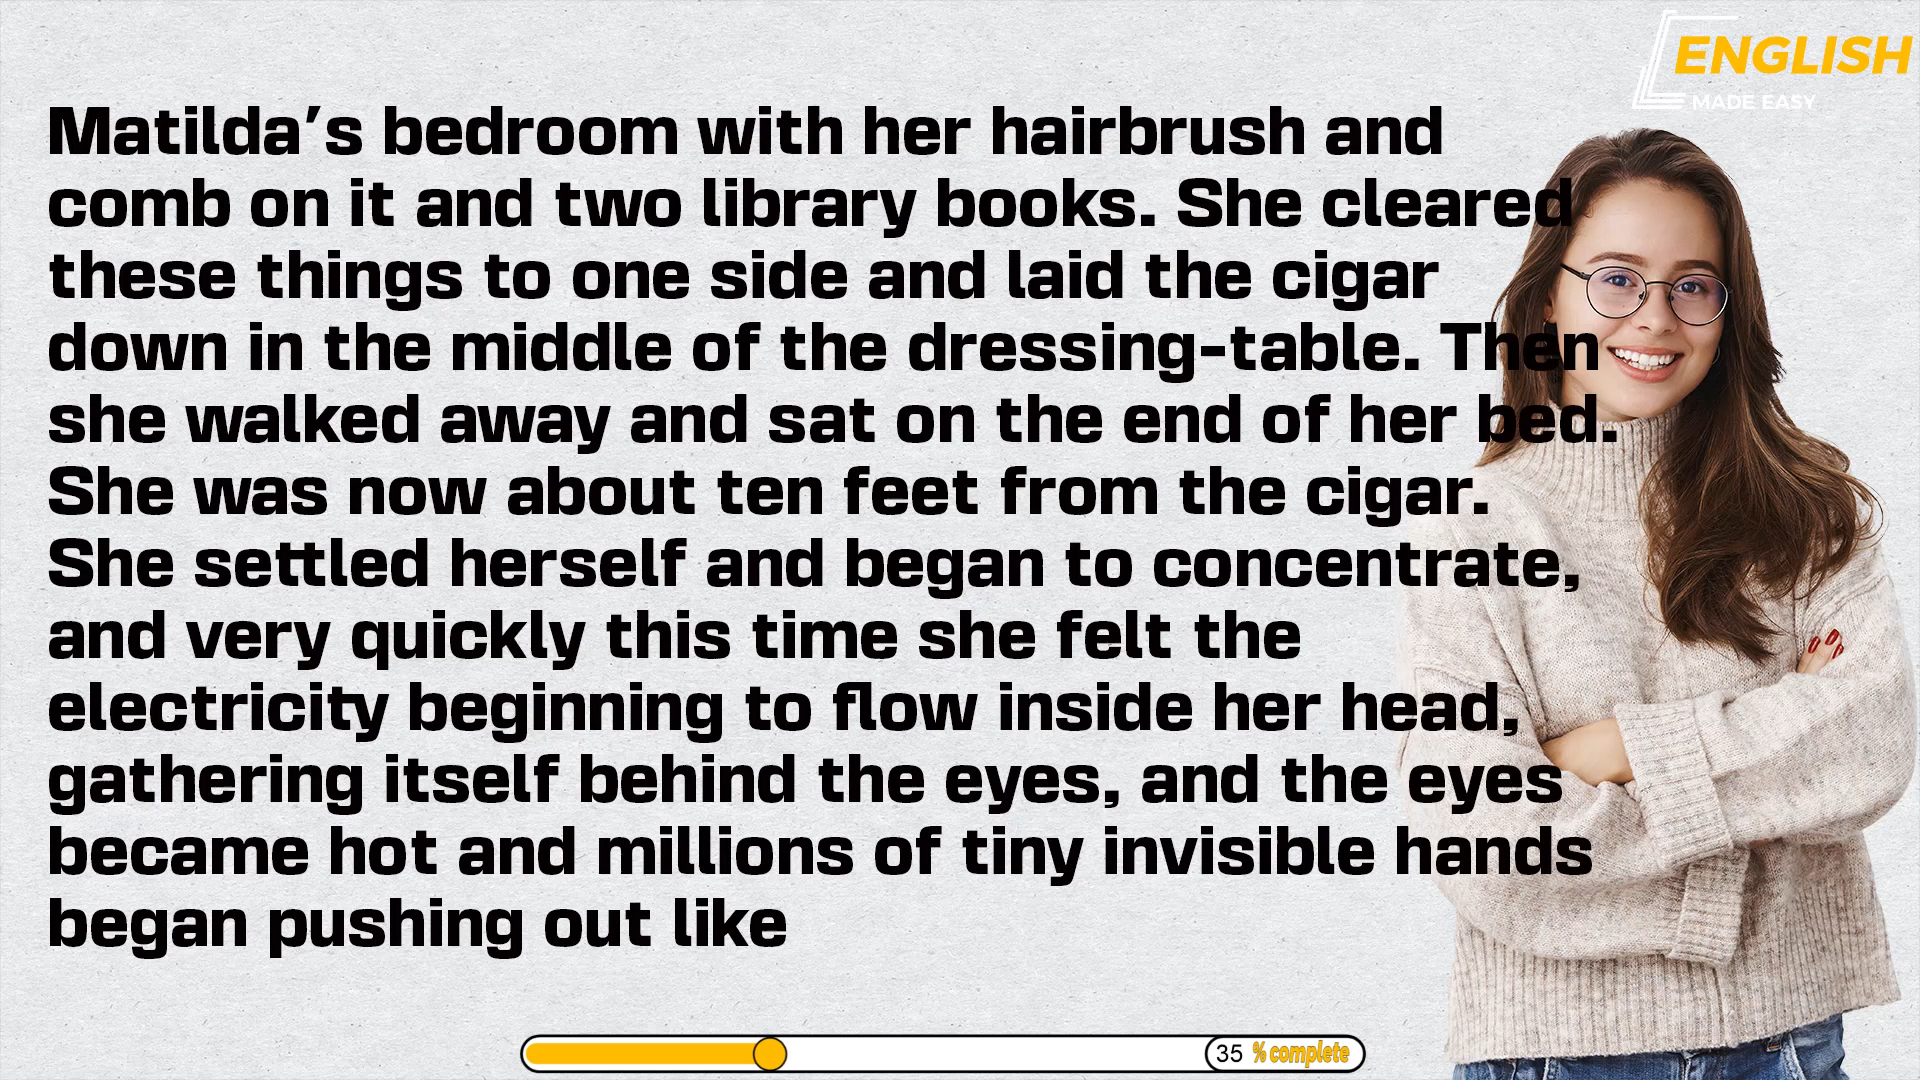 ENGLISH
MADE EASY
Matilda’s bedroom with her hairbrush and
comb on it and two library books. She cleared
these things to one side and laid the cigar
down in the middle of the dressing-table. Then
she walked away and sat on the end of her bed.
She was now about ten feet from the cigar.
She settled herself and began to concentrate,
and very quickly this time she felt the
electricity beginning to flow inside her head,
gathering itself behind the eyes, and the eyes
became hot and millions of tiny invisible hands
began pushing out like
35 % complete